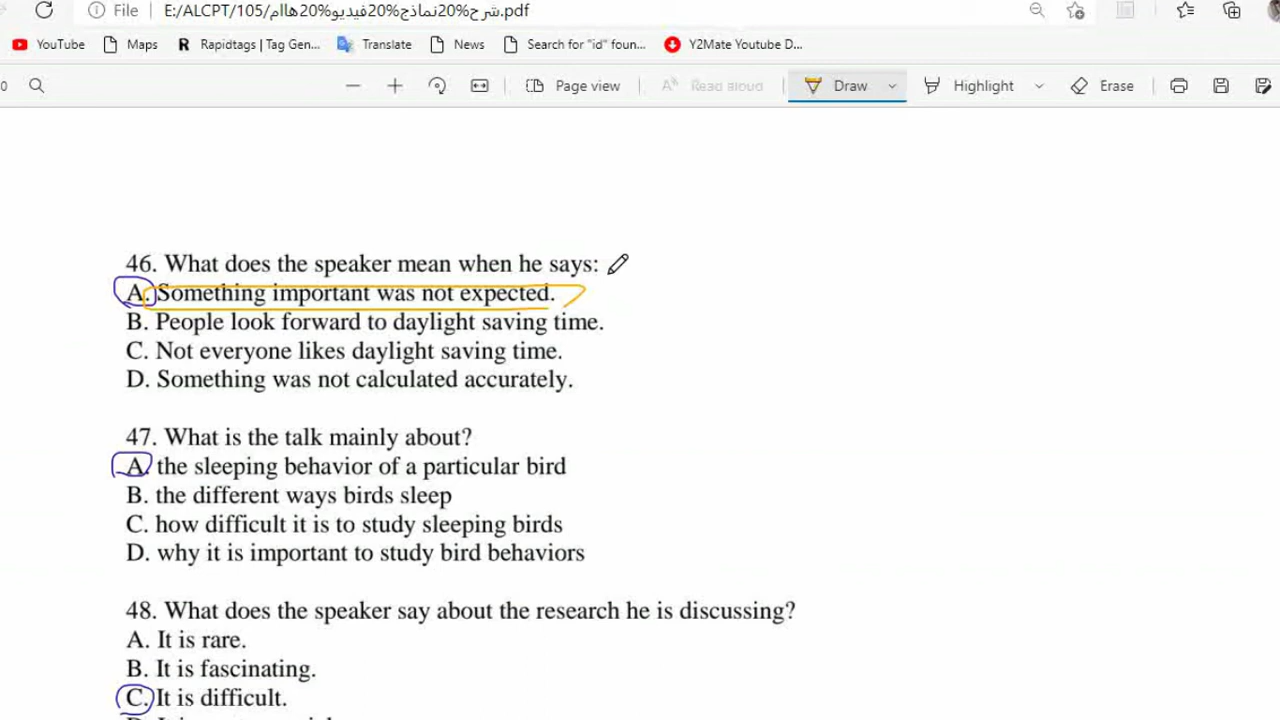 File E:/ALCPT/105/هاام%20فيديو%20نماذج%20شرح.pdf
YouTube Maps Rapidtags | Tag Gen... Translate News Search for "id" foun... Y2Mate Youtube D...
0 Page view Read aloud Draw Highlight Erase
46. What does the speaker mean when he says:
A. Something important was not expected.
B. People look forward to daylight saving time.
C. Not everyone likes daylight saving time.
D. Something was not calculated accurately.
47. What is the talk mainly about?
A. the sleeping behavior of a particular bird
B. the different ways birds sleep
C. how difficult it is to study sleeping birds
D. why it is important to study bird behaviors
48. What does the speaker say about the research he is discussing?
A. It is rare.
B. It is fascinating.
C. It is difficult.